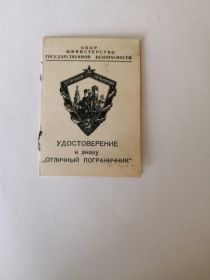 СССР
МИНИСТЕРСТВО
ГОСУДАРСТВЕННОЙ БЕЗОПАСНОСТИ
УДОСТОВЕРЕНИЕ
к знаку
„ОТЛИЧНЫЙ ПОГРАНИЧНИК"